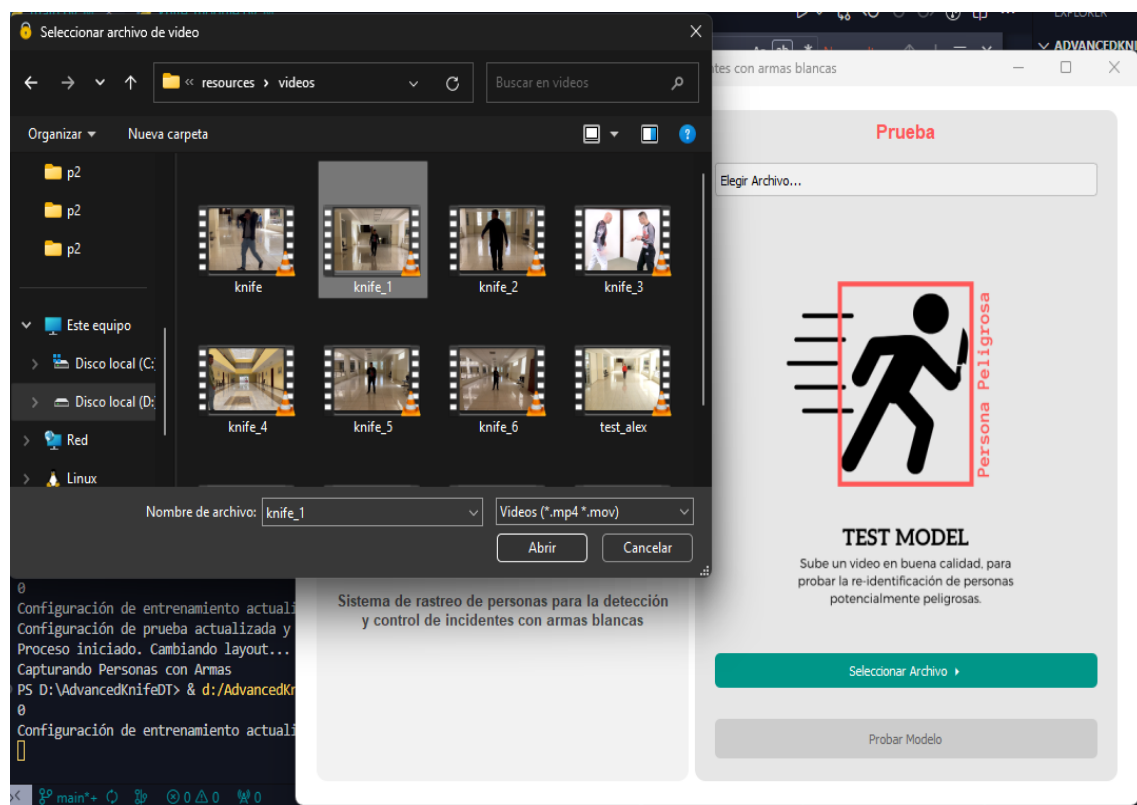 Seleccionar archivo de video
resources > videos
Buscar en videos
Organizar
Nueva carpeta
p2
p2
p2
Este equipo
Disco local (C:
Disco local (D:
Red
Linux
knife
knife_1
knife_2
knife_3
knife_4
knife_5
knife_6
test_alex
Nombre de archivo:
knife_1
Videos (*.mp4 *.mov)
Abrir
Cancelar
EXPLORER
ADVANCEDKNI
ntes con armas blancas
Prueba
Elegir Archivo...
Persona Peligrosa
TEST MODEL
Sube un video en buena calidad, para
probar la re-identificación de personas
potencialmente peligrosas.
Seleccionar Archivo
Probar Modelo
Sistema de rastreo de personas para la detección
y control de incidentes con armas blancas
0
Configuración de entrenamiento actuali
Configuración de prueba actualizada y
Proceso iniciado. Cambiando layout...
Capturando Personas con Armas
PS D:\AdvancedKnifeDT> & d:/AdvancedKn
0
Configuración de entrenamiento actuali
main*+ 0 0 0